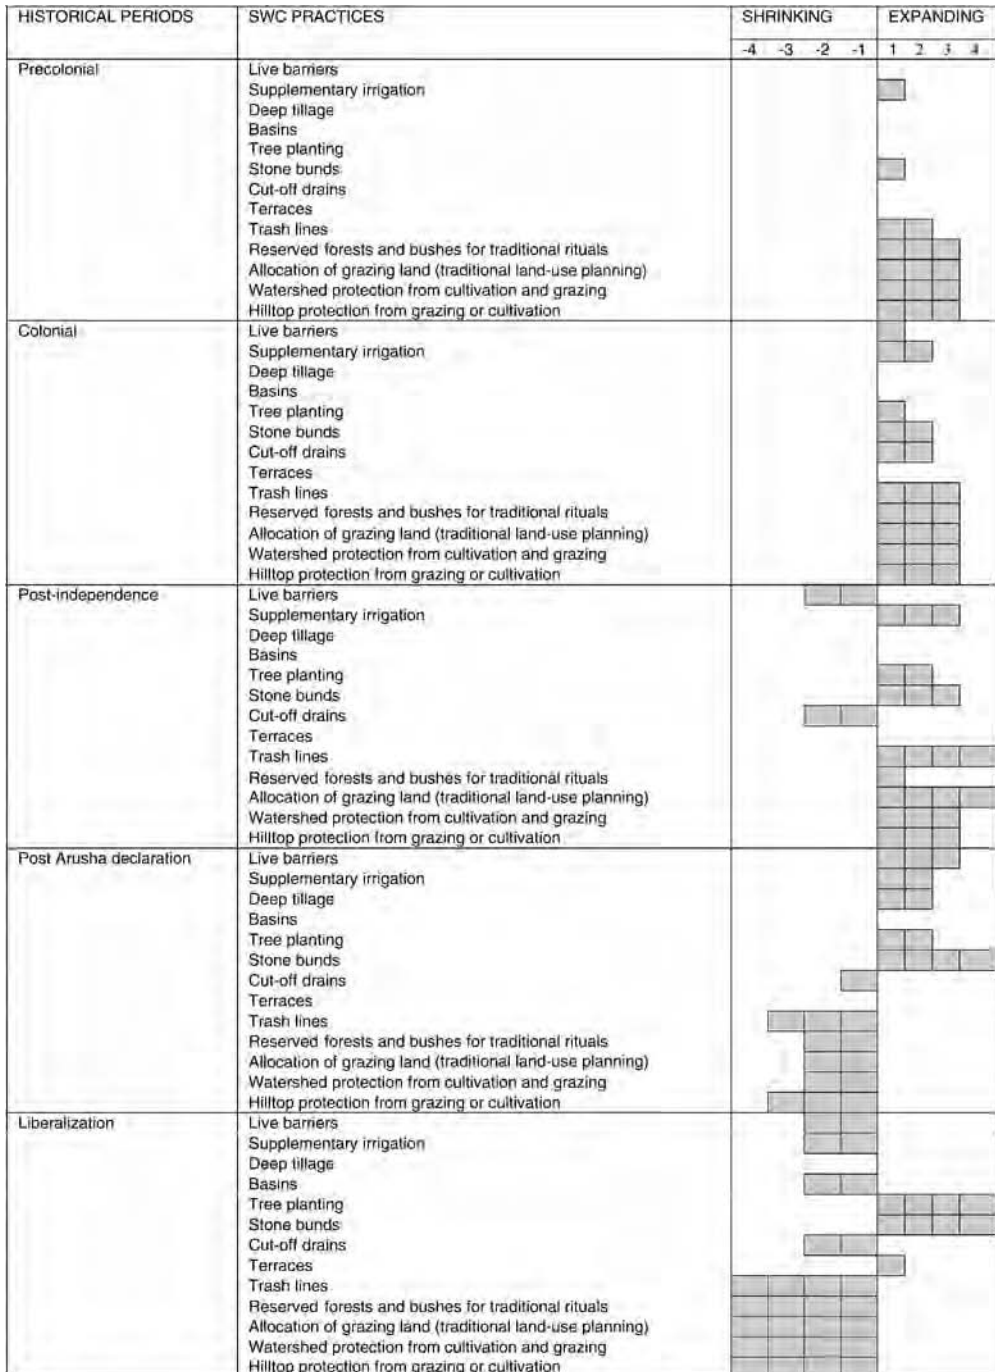 HISTORICAL PERIODS SWC PRACTICES SHRINKING EXPANDING
-4 -3 -2 -1 1 2 3 4
Precolonial Live barriers
Supplementary irrigation
Deep tillage
Basins
Tree planting
Stone bunds
Cut-off drains
Terraces
Trash lines
Reserved forests and bushes for traditional rituals
Allocation of grazing land (traditional land-use planning)
Watershed protection from cultivation and grazing
Hilltop protection from grazing or cultivation
Colonial Live barriers
Supplementary irrigation
Deep tillage
Basins
Tree planting
Stone bunds
Cut-off drains
Terraces
Trash lines
Reserved forests and bushes for traditional rituals
Allocation of grazing land (traditional land-use planning)
Watershed protection from cultivation and grazing
Hilltop protection from grazing or cultivation
Post-independence Live barriers
Supplementary irrigation
Deep tillage
Basins
Tree planting
Stone bunds
Cut-off drains
Terraces
Trash lines
Reserved forests and bushes for traditional rituals
Allocation of grazing land (traditional land-use planning)
Watershed protection from cultivation and grazing
Hilltop protection from grazing or cultivation
Post Arusha declaration Live barriers
Supplementary irrigation
Deep tillage
Basins
Tree planting
Stone bunds
Cut-off drains
Terraces
Trash lines
Reserved forests and bushes for traditional rituals
Allocation of grazing land (traditional land-use planning)
Watershed protection from cultivation and grazing
Hilltop protection from grazing or cultivation
Liberalization Live barriers
Supplementary irrigation
Deep tillage
Basins
Tree planting
Stone bunds
Cut-off drains
Terraces
Trash lines
Reserved forests and bushes for traditional rituals
Allocation of grazing land (traditional land-use planning)
Watershed protection from cultivation and grazing
Hilltop protection from grazing or cultivation